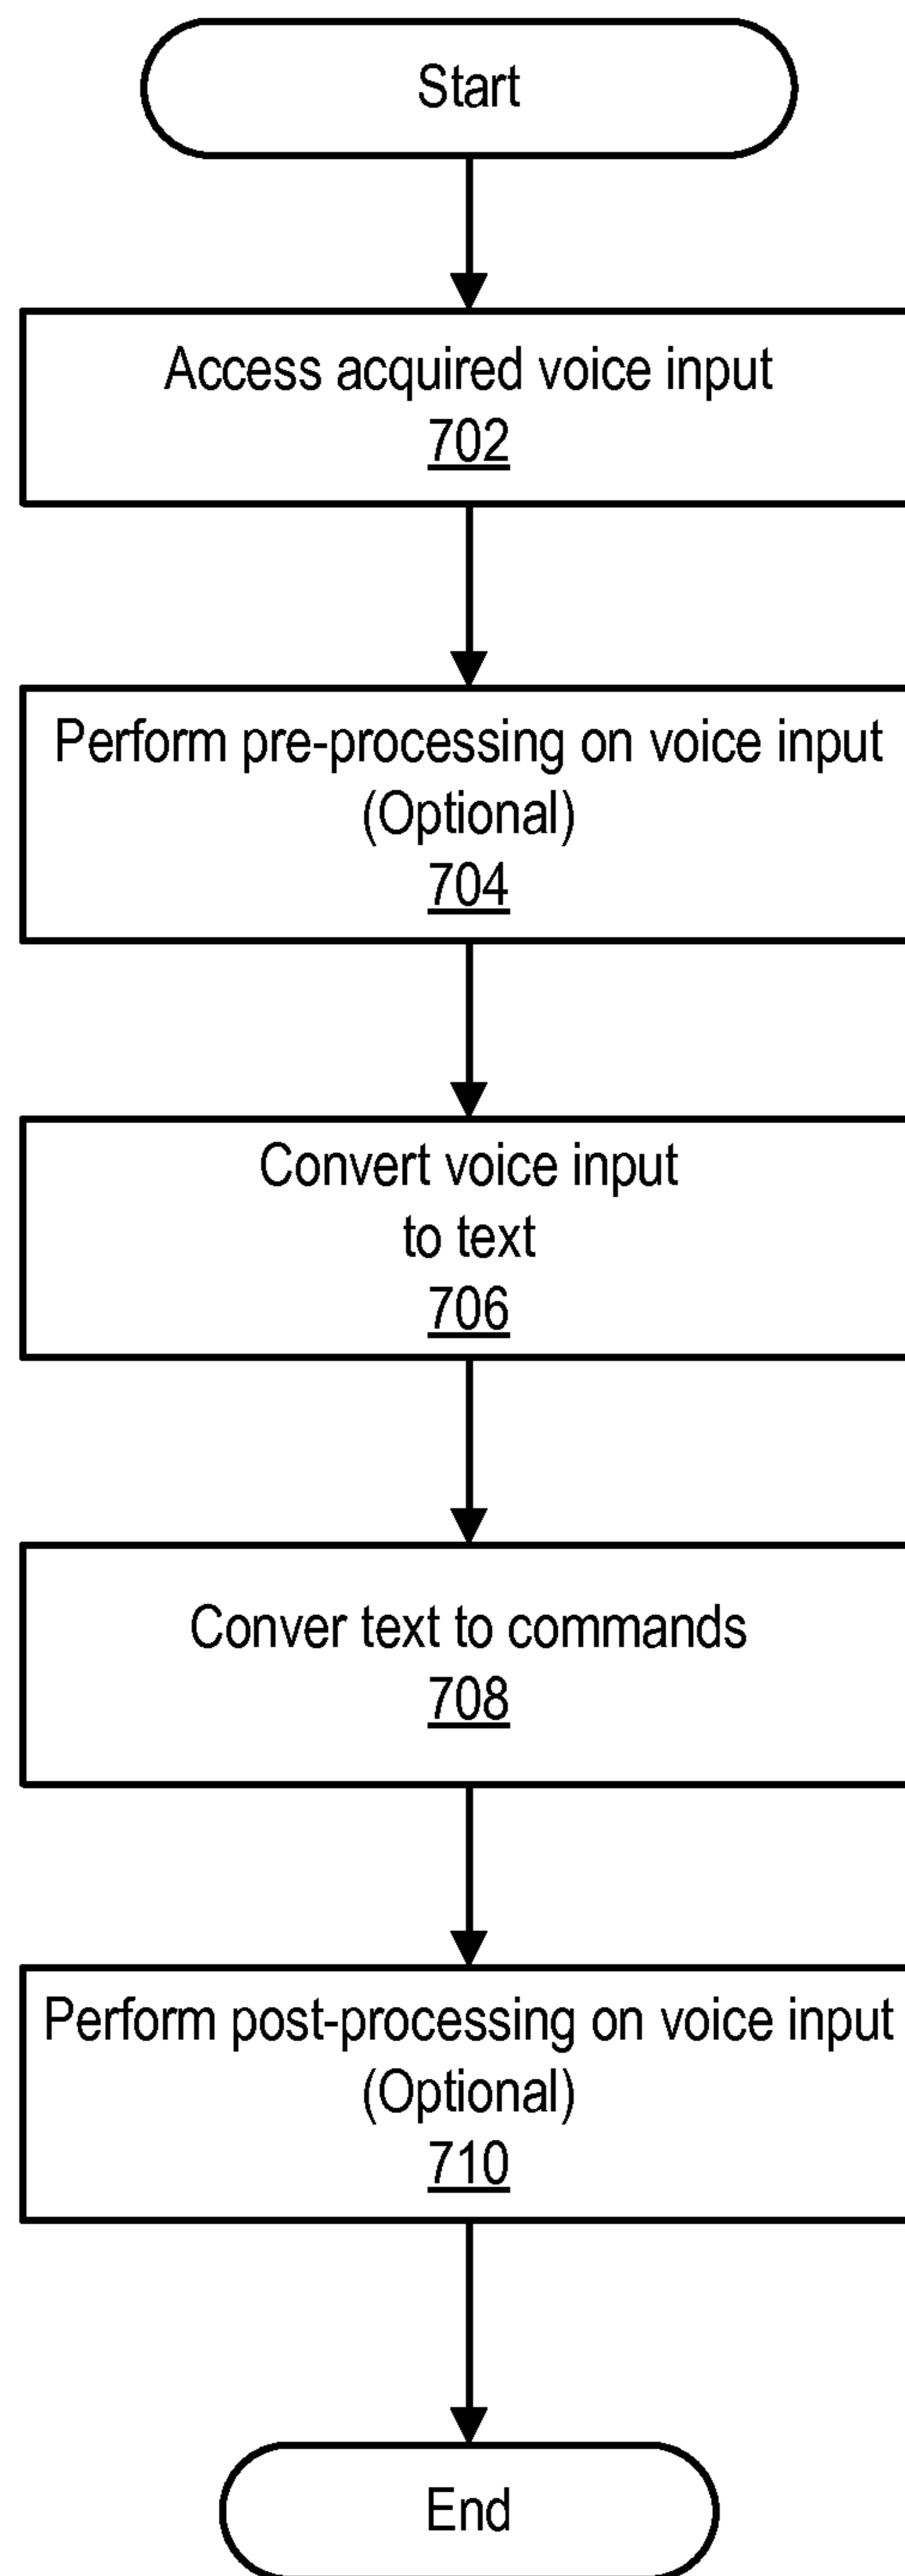 Start
Access acquired voice input
702
Perform pre-processing on voice input
(Optional)
704
Convert voice input
to text
706
Conver text to commands
708
Perform post-processing on voice input
(Optional)
710
End